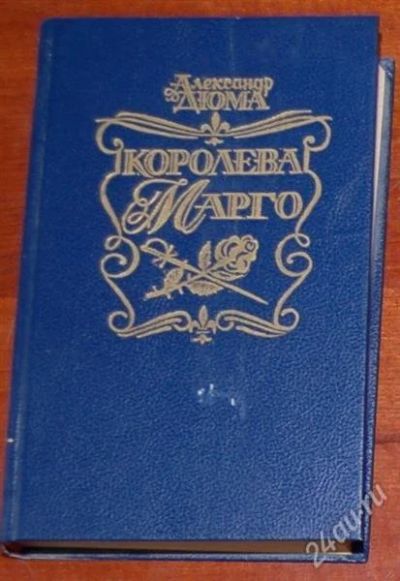 Александр
Дюма
Королева
Марго
24au.ru